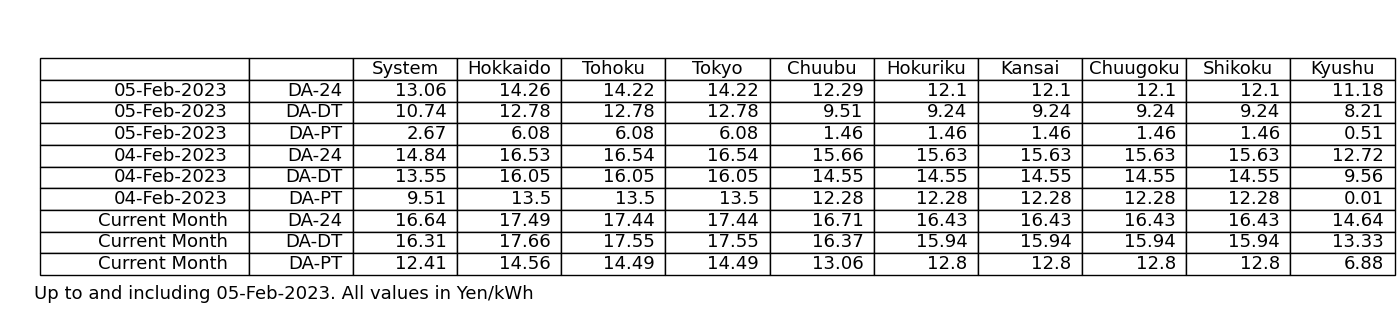 System Hokkaido Tohoku Tokyo Chuubu Hokuriku Kansai Chuugoku Shikoku Kyushu
05-Feb-2023 DA-24 13.06 14.26 14.22 14.22 12.29 12.1 12.1 12.1 12.1 11.18
05-Feb-2023 DA-DT 10.74 12.78 12.78 12.78 9.51 9.24 9.24 9.24 9.24 8.21
05-Feb-2023 DA-PT 2.67 6.08 6.08 6.08 1.46 1.46 1.46 1.46 1.46 0.51
04-Feb-2023 DA-24 14.84 16.53 16.54 16.54 15.66 15.63 15.63 15.63 15.63 12.72
04-Feb-2023 DA-DT 13.55 16.05 16.05 16.05 14.55 14.55 14.55 14.55 14.55 9.56
04-Feb-2023 DA-PT 9.51 13.5 13.5 13.5 12.28 12.28 12.28 12.28 12.28 0.01
Current Month DA-24 16.64 17.49 17.44 17.44 16.71 16.43 16.43 16.43 16.43 14.64
Current Month DA-DT 16.31 17.66 17.55 17.55 16.37 15.94 15.94 15.94 15.94 13.33
Current Month DA-PT 12.41 14.56 14.49 14.49 13.06 12.8 12.8 12.8 12.8 6.88
Up to and including 05-Feb-2023. All values in Yen/kWh